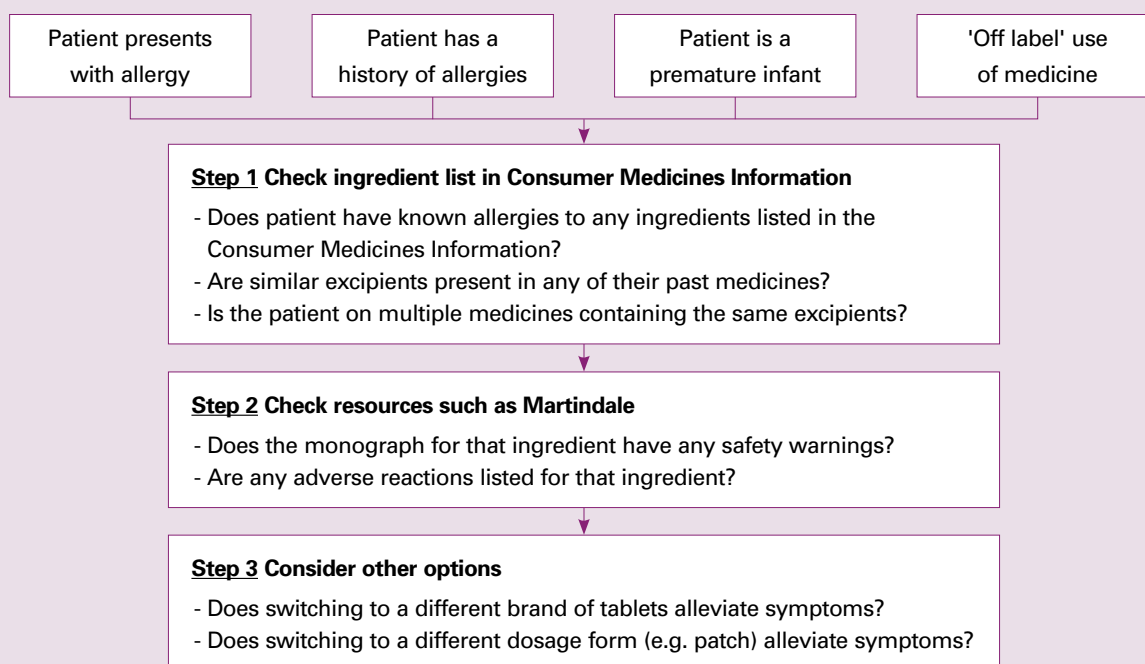 Patient presents
with allergy
Patient has a
history of allergies
Patient is a
premature infant
'Off label' use
of medicine
Step 1 Check ingredient list in Consumer Medicines Information
- Does patient have known allergies to any ingredients listed in the
Consumer Medicines Information?
- Are similar excipients present in any of their past medicines?
- Is the patient on multiple medicines containing the same excipients?
Step 2 Check resources such as Martindale
- Does the monograph for that ingredient have any safety warnings?
- Are any adverse reactions listed for that ingredient?
Step 3 Consider other options
- Does switching to a different brand of tablets alleviate symptoms?
- Does switching to a different dosage form (e.g. patch) alleviate symptoms?